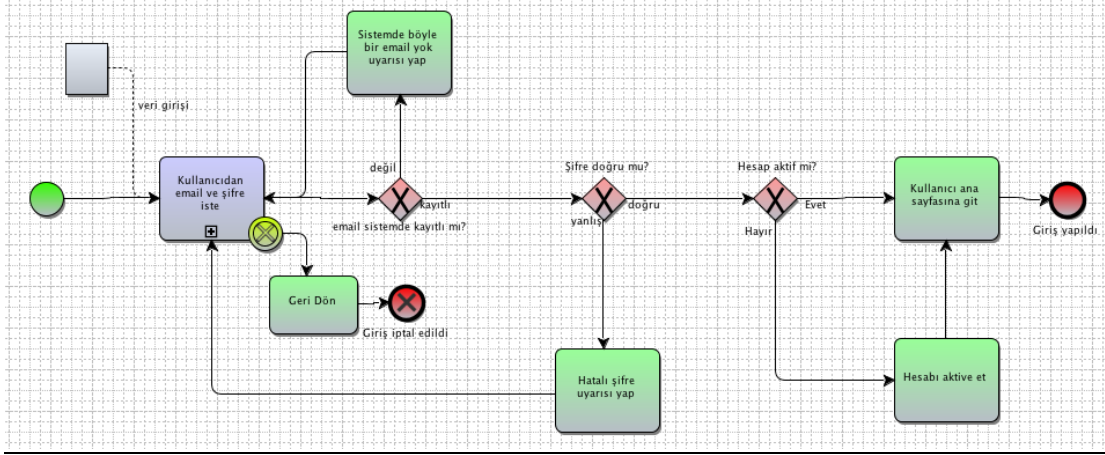 Sistemde böyle
bir email yok
uyarısı yap
veri girişi
Kullanıcıdan
email ve şifre
iste
değil
kayıtlı
email sistemde kayıtlı mı?
Şifre doğru mu?
yanlış
doğru
Hesap aktif mi?
Evet
Hayır
Kullanıcı ana
sayfasına git
Giriş yapıldı
Geri Dön
Giriş iptal edildi
Hatalı şifre
uyarısı yap
Hesabı aktive et